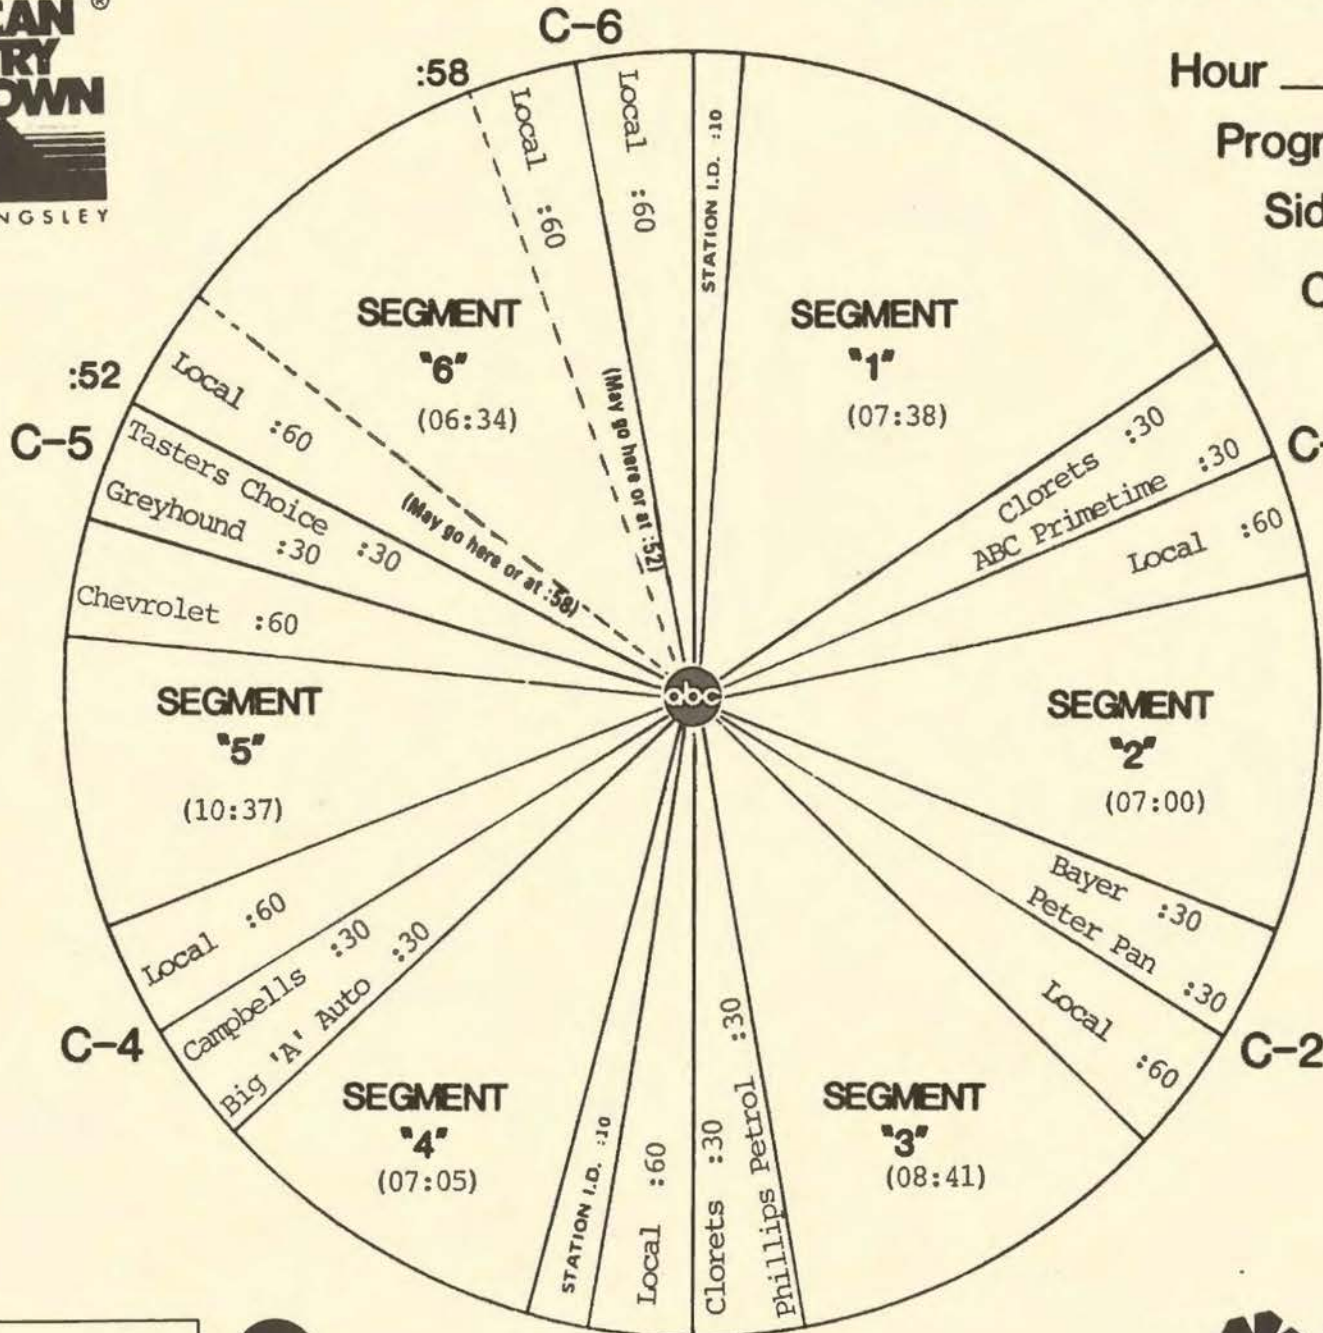 RY
OWN
®
NGSLEY
C-6
:58
Hour
Progr
Sid
C
Local :60
Local :60
STATION I.D. :10
SEGMENT
"1"
(07:38)
Clorets :30
ABC Primetime :30
C-
Local :60
SEGMENT
"2"
(07:00)
Bayer :30
Peter Pan :30
C-2
Local :60
SEGMENT
"3"
(08:41)
Phillips Petrol :30
Clorets :30
Local :60
STATION I.D. :10
SEGMENT
"4"
(07:05)
Big 'A' Auto :30
Campbells :30
C-4
Local :60
SEGMENT
"5"
(10:37)
Chevrolet :60
Greyhound :30
Tasters Choice :30
C-5
:52
Local :60
(May go here or at :58)
SEGMENT
"6"
(06:34)
(May go here or at :52)
abc